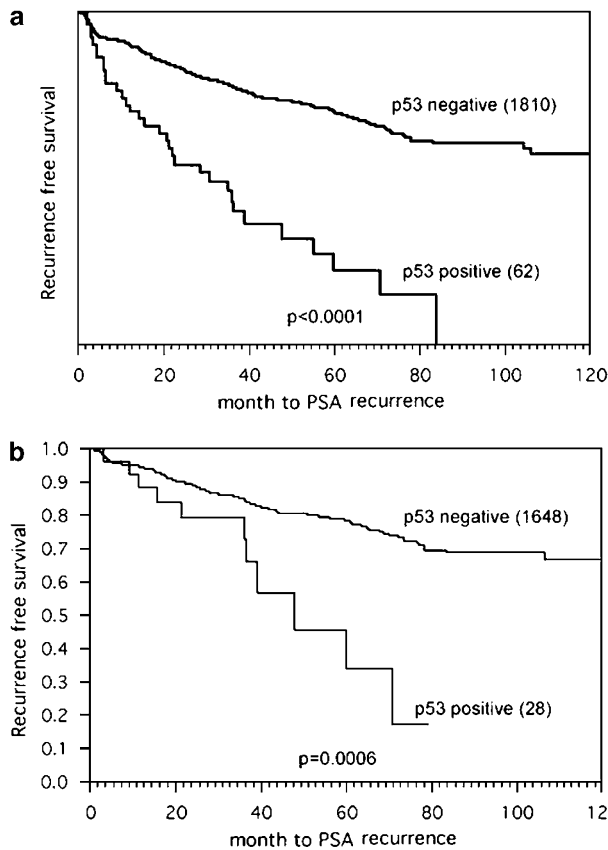 a
Recurrence free survival
p53 negative (1810)
p53 positive (62)
p<0.0001
0 20 40 60 80 100 120
month to PSA recurrence
b
Recurrence free survival
1.0
0.9
0.8
0.7
0.6
0.5
0.4
0.3
0.2
0.1
0.0
p53 negative (1648)
p53 positive (28)
p=0.0006
0 20 40 60 80 100 12
month to PSA recurrence